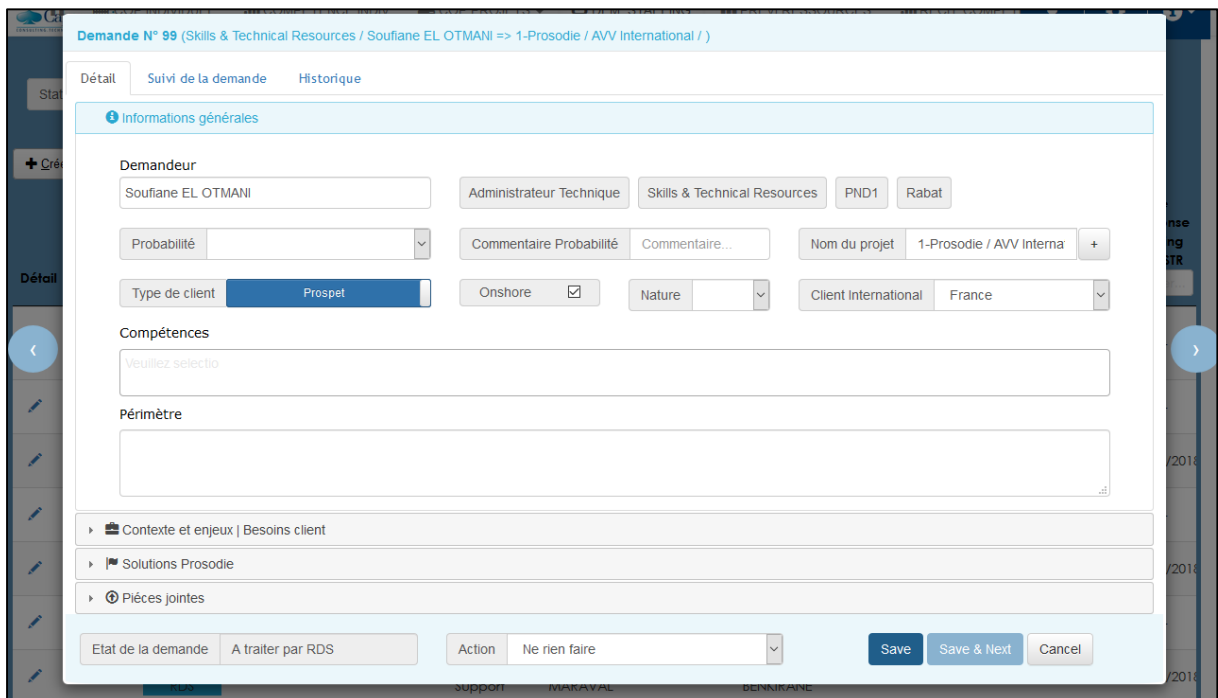 Demande N° 99 (Skills & Technical Resources / Soufiane EL OTMANI => 1-Prosodie / AVV International / )
Détail Suivi de la demande Historique
Stat
Informations générales
Cré
Demandeur
Soufiane EL OTMANI Administrateur Technique Skills & Technical Resources PND1 Rabat
nse
Probabilité Commentaire Probabilité Commentaire... Nom du projet 1-Prosodie / AVV Interna +
ng
STR
Détail
Type de client Prospet Onshore Nature Client International France
Compétences
Veuillez selectio
Périmètre
/2018
Contexte et enjeux | Besoins client
Solutions Prosodie
/2018
Piéces jointes
Etat de la demande A traiter par RDS Action Ne rien faire Save Save & Next Cancel
/2018
RDS Support MARAVAL BENKIRANE